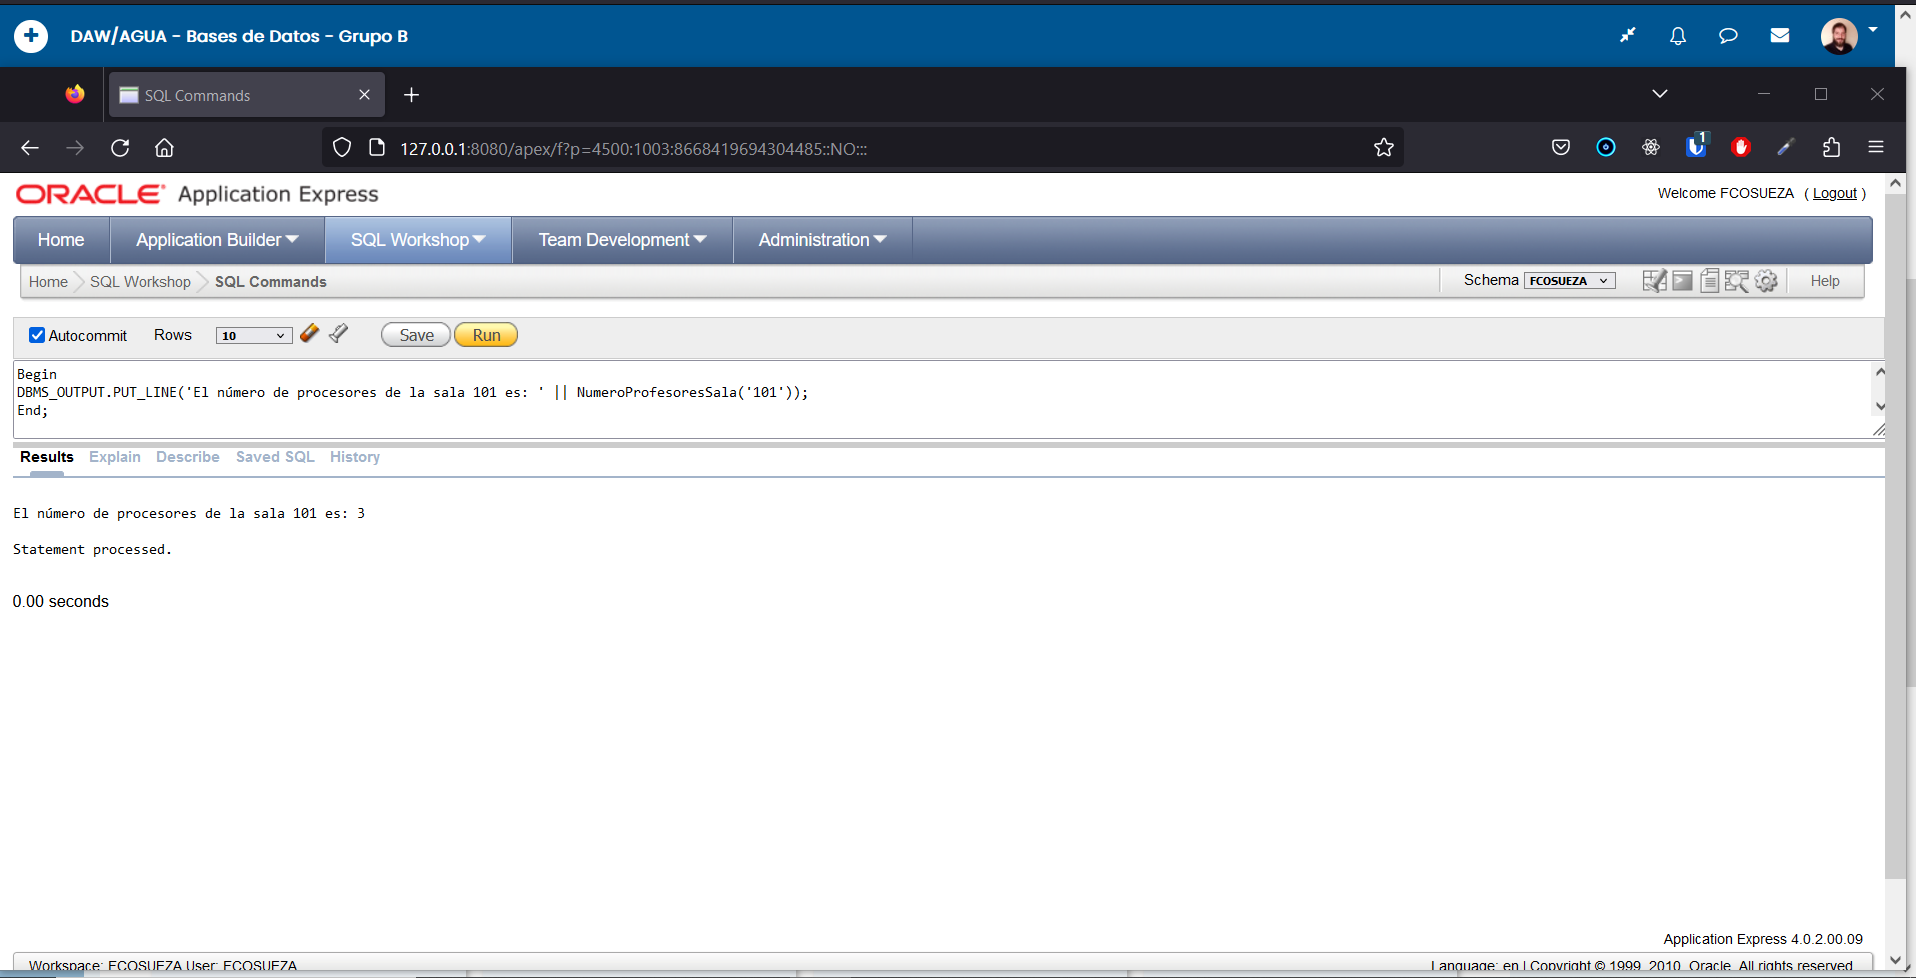 DAW/AGUA - Bases de Datos - Grupo B
SQL Commands
127.0.0.1:8080/apex/f?p=4500:1003:8668419694304485::NO:::
1
ORACLE® Application Express
Welcome FCOSUEZA ( Logout )
Home Application Builder SQL Workshop Team Development Administration
Home SQL Workshop SQL Commands Schema FCOSUEZA Help
Autocommit Rows 10 Save Run
Begin
DBMS_OUTPUT.PUT_LINE('El número de procesores de la sala 101 es: ' || NumeroProfesoresSala('101'));
End;
Results Explain Describe Saved SQL History
El número de procesores de la sala 101 es: 3
Statement processed.
0.00 seconds
Application Express 4.0.2.00.09
Workspace: FCOSUEZA User: FCOSUEZA
Language: en | Copyright © 1999, 2010, Oracle. All rights reserved.